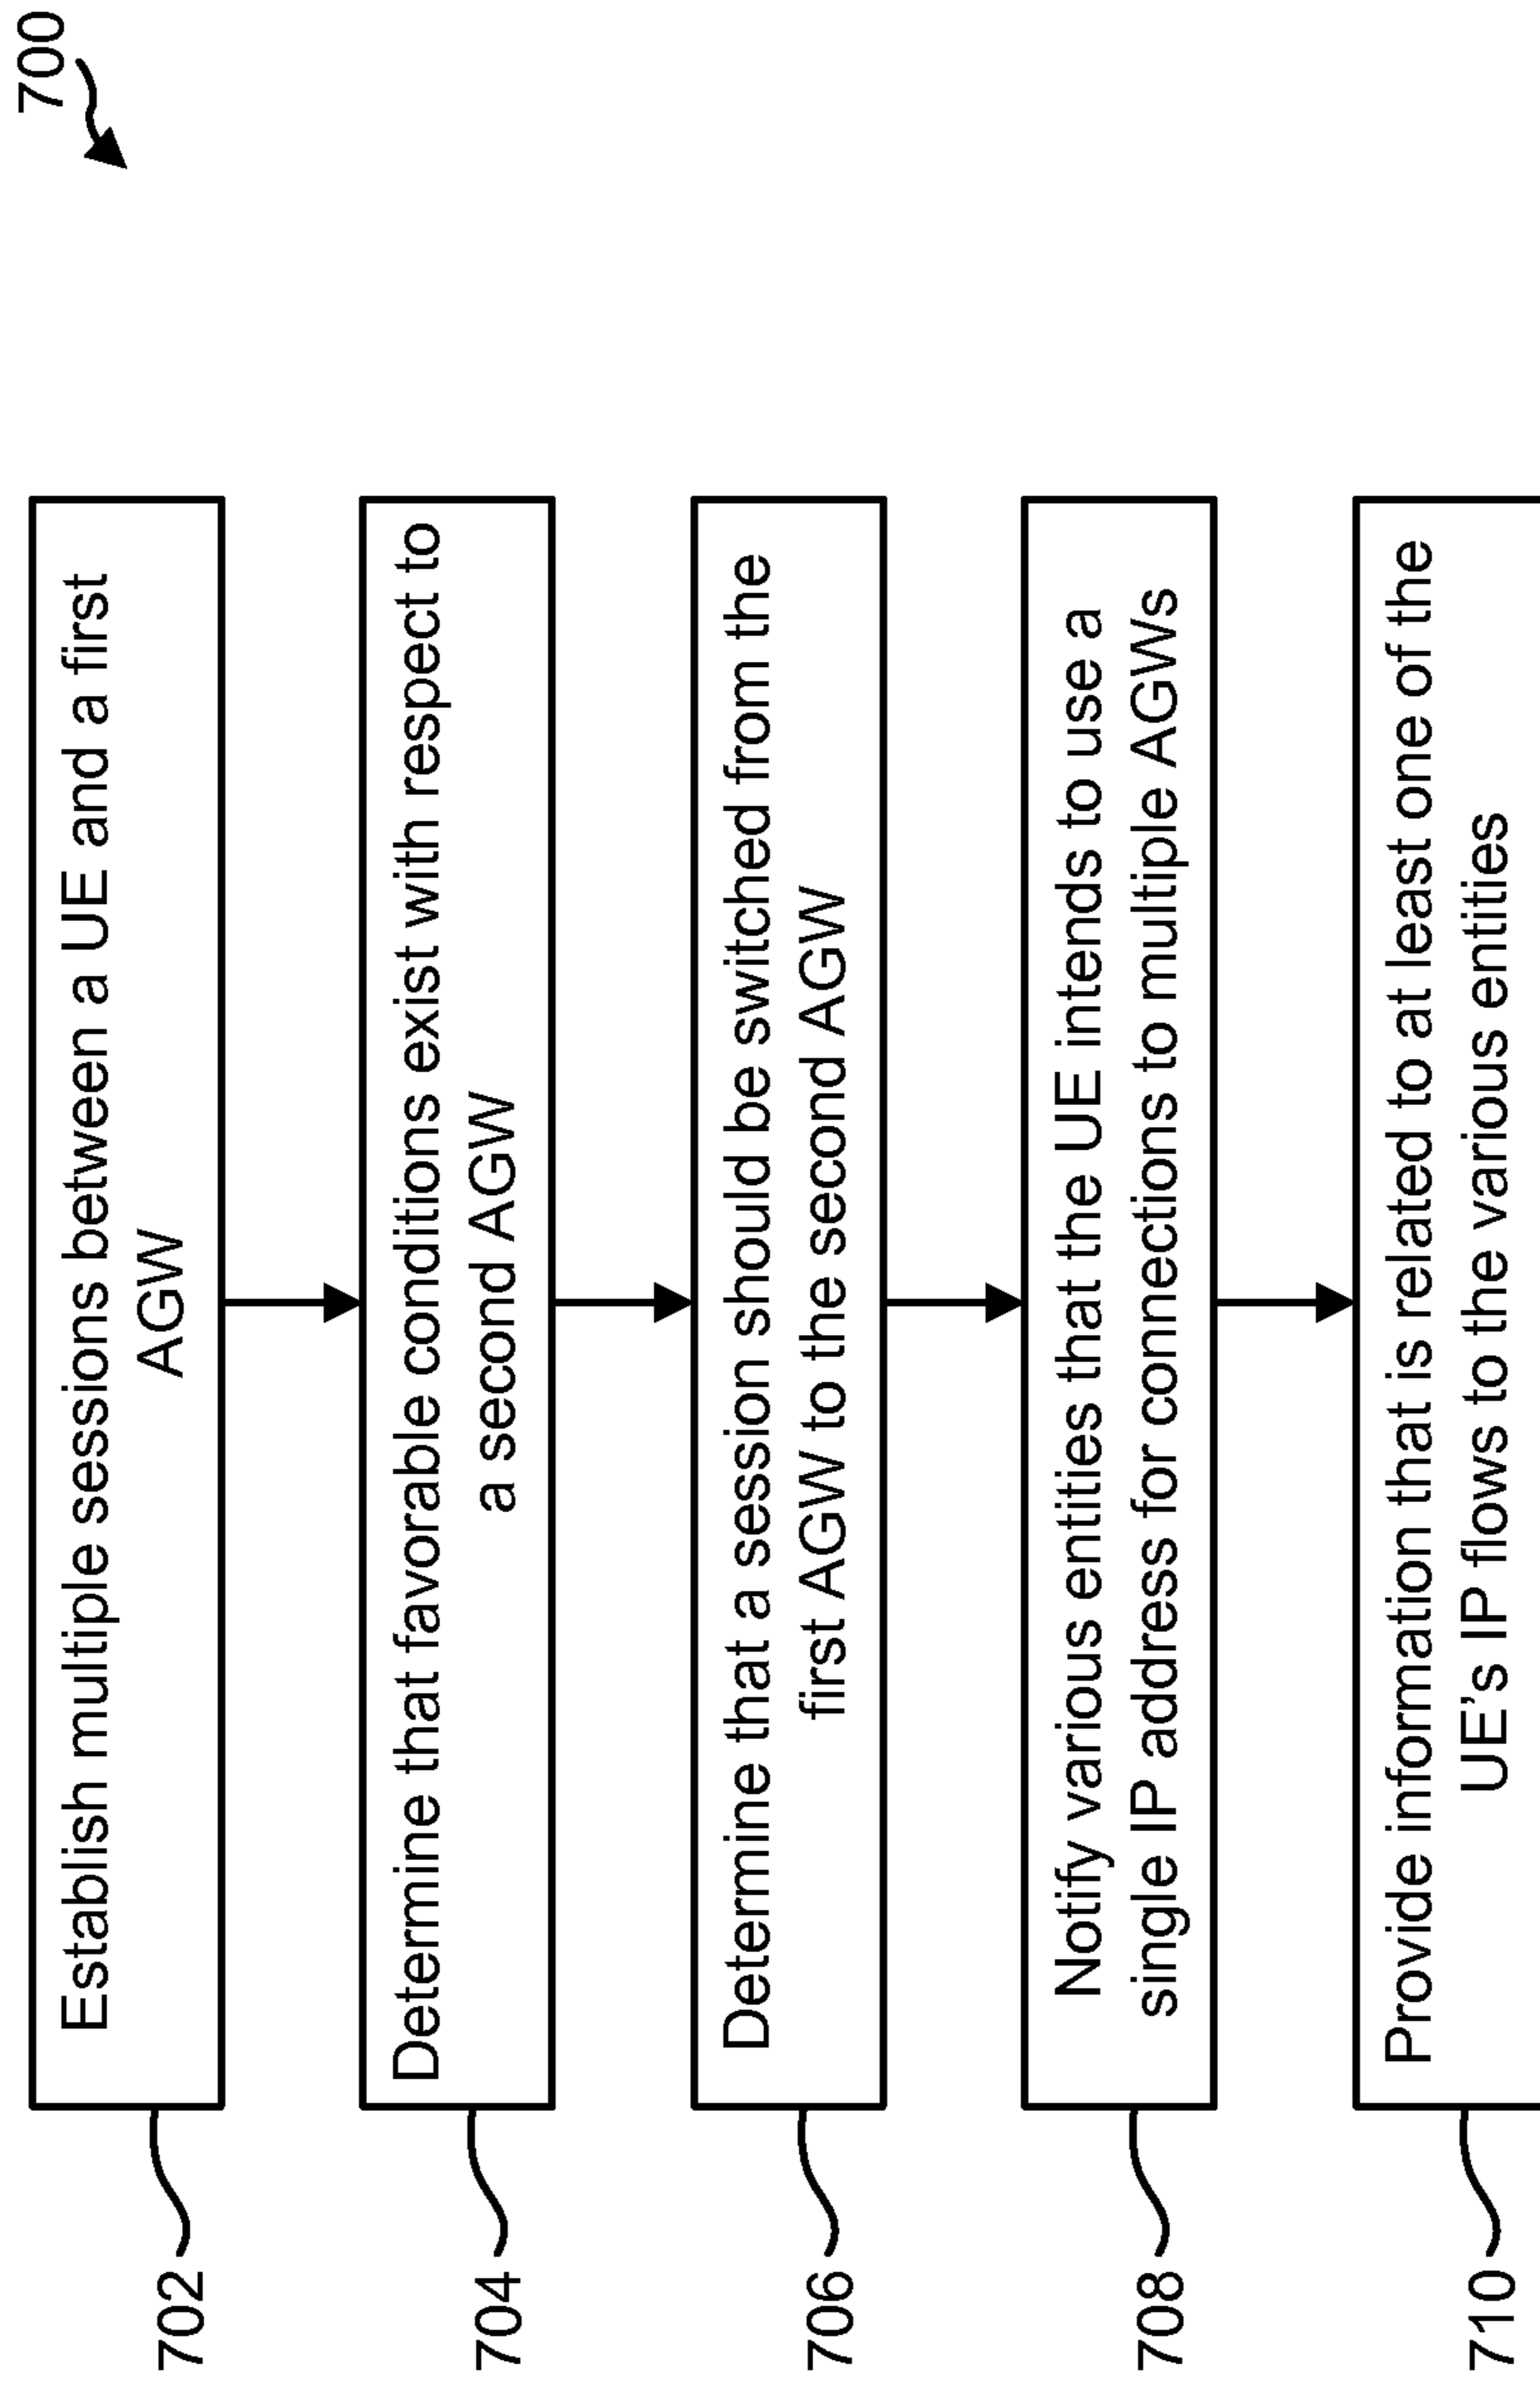 700
702
Establish multiple sessions between a UE and a first
AGW
704
Determine that favorable conditions exist with respect to
a second AGW
706
Determine that a session should be switched from the
first AGW to the second AGW
708
Notify various entities that the UE intends to use a
single IP address for connections to multiple AGWs
710
Provide information that is related to at least one of the
UE’s IP flows to the various entities